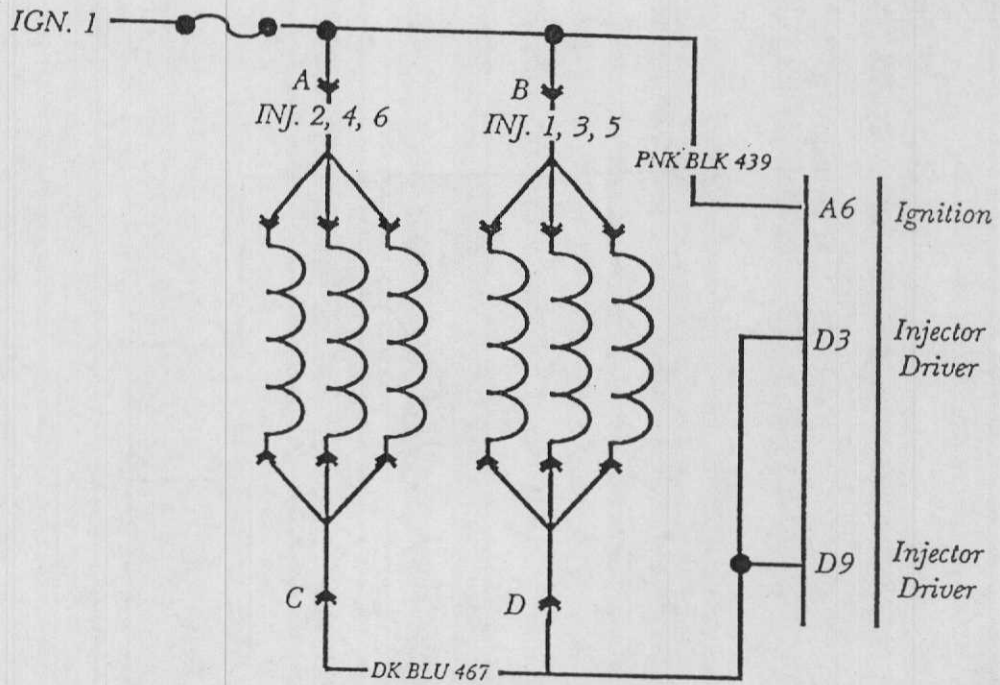 IGN. 1
A
B
INJ. 2, 4, 6
INJ. 1, 3, 5
PNK BLK 439
A6
Ignition
D3
Injector
Driver
D9
Injector
Driver
C
D
DK BLU 467